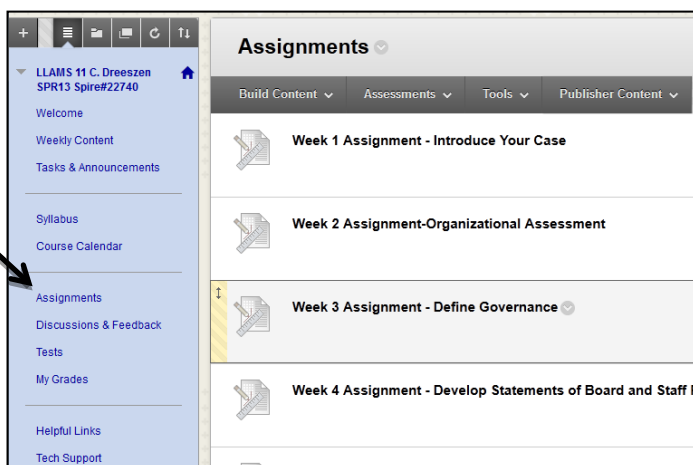 LLAMS 11 C. Dreeszen
SPR13 Spire#22740
Welcome
Weekly Content
Tasks & Announcements
Syllabus
Course Calendar
Assignments
Discussions & Feedback
Tests
My Grades
Helpful Links
Tech Support
Assignments
Build Content Assessments Tools Publisher Content
Week 1 Assignment - Introduce Your Case
Week 2 Assignment-Organizational Assessment
Week 3 Assignment - Define Governance
Week 4 Assignment - Develop Statements of Board and Staff